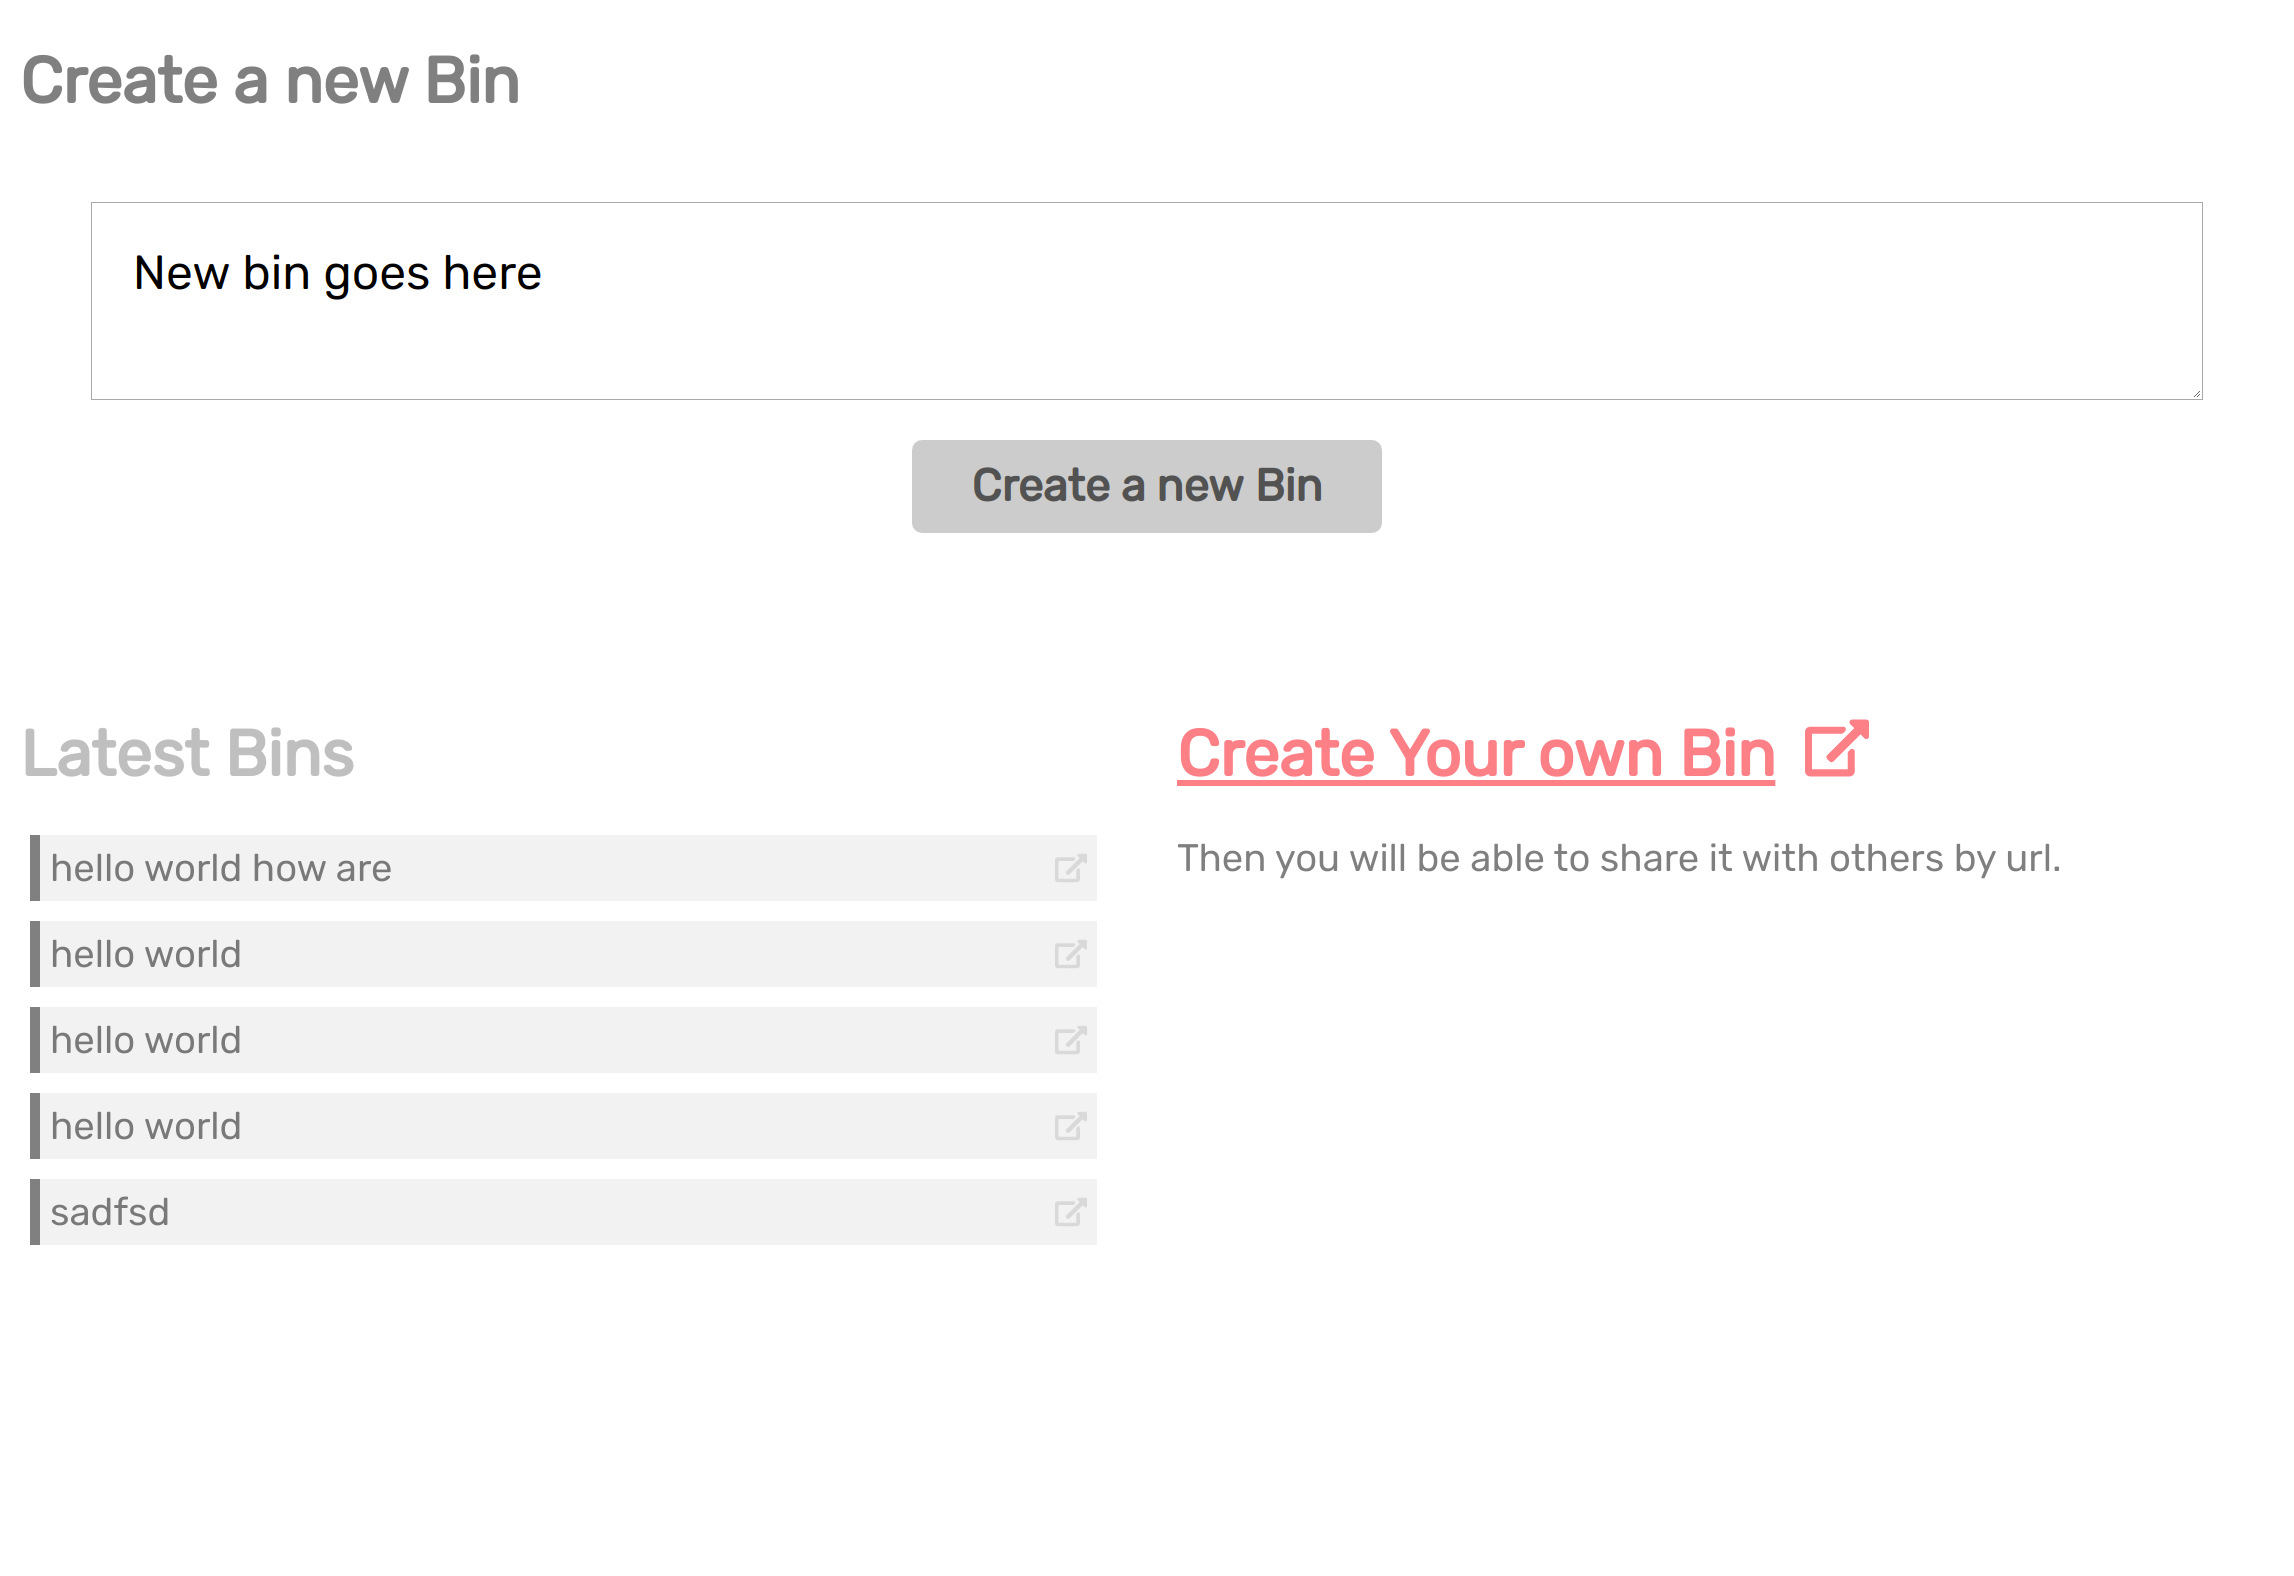 Create a new Bin
New bin goes here
Create a new Bin
Latest Bins
hello world how are
hello world
hello world
hello world
sadfsd
Create Your own Bin
Then you will be able to share it with others by url.